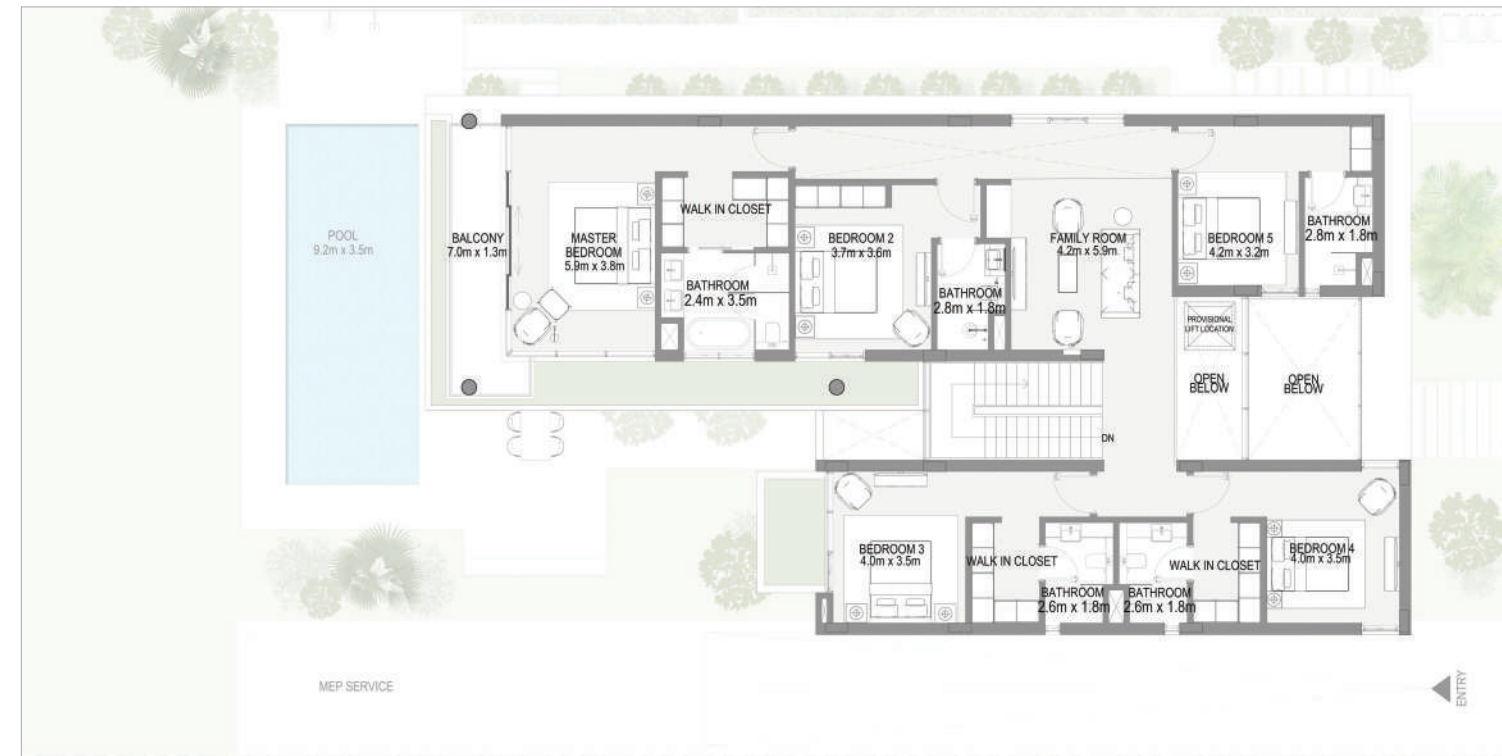 POOL
9.2m x 3.5m
BALCONY
7.0m x 1.3m
MASTER
BEDROOM
5.9m x 3.8m
WALK IN CLOSET
BATHROOM
2.4m x 3.5m
BEDROOM 2
3.7m x 3.6m
BATHROOM
2.8m x 1.8m
FAMILY ROOM
4.2m x 5.9m
BEDROOM 5
4.2m x 3.2m
BATHROOM
2.8m x 1.8m
PROVISIONAL
LIFT LOCATION
OPEN
BELOW
OPEN
BELOW
DN
BEDROOM 3
4.0m x 3.5m
WALK IN CLOSET
BATHROOM
2.6m x 1.8m
BATHROOM
2.6m x 1.8m
WALK IN CLOSET
BEDROOM 4
4.0m x 3.5m
MEP SERVICE
ENTRY